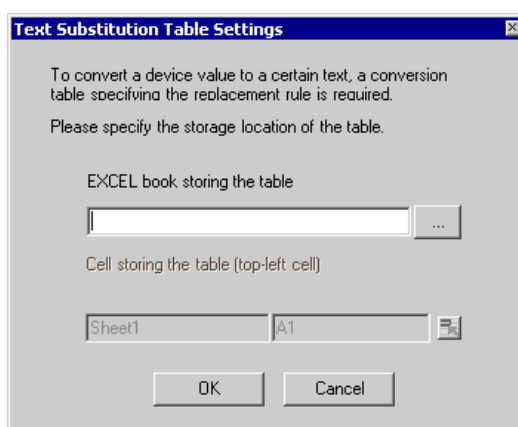 Text Substitution Table Settings
To convert a device value to a certain text, a conversion
table specifying the replacement rule is required.
Please specify the storage location of the table.
EXCEL book storing the table
...
Cell storing the table (top-left cell)
Sheet1 A1
OK Cancel